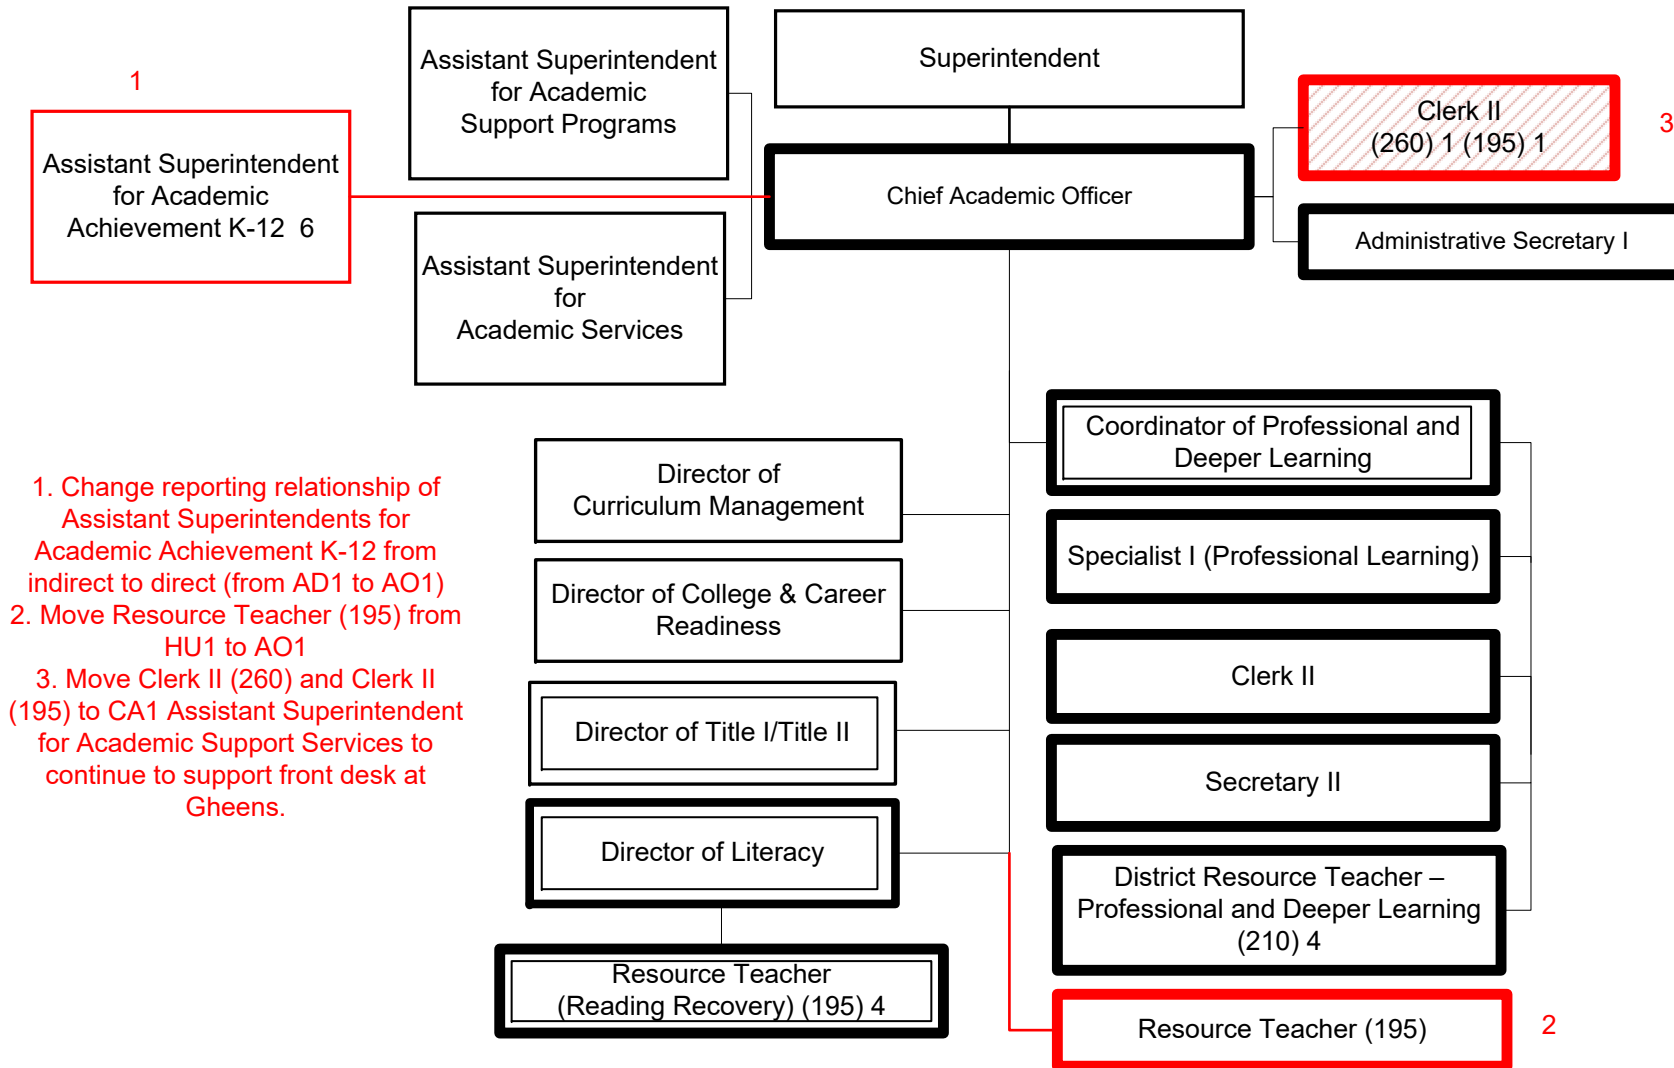 1
Assistant Superintendent
for Academic
Achievement K-12  6
Assistant Superintendent
for Academic
Support Programs
Assistant Superintendent
for
Academic Services
Superintendent
Chief Academic Officer
Clerk II
(260) 1 (195) 1
3
Administrative Secretary I
1. Change reporting relationship of
Assistant Superintendents for
Academic Achievement K-12 from
indirect to direct (from AD1 to AO1)
2. Move Resource Teacher (195) from
HU1 to AO1
3. Move Clerk II (260) and Clerk II
(195) to CA1 Assistant Superintendent
for Academic Support Services to
continue to support front desk at
Gheens.
Director of
Curriculum Management
Director of College & Career
Readiness
Director of Title I/Title II
Director of Literacy
Resource Teacher
(Reading Recovery) (195) 4
Coordinator of Professional and
Deeper Learning
Specialist I (Professional Learning)
Clerk II
Secretary II
District Resource Teacher –
Professional and Deeper Learning
(210) 4
Resource Teacher (195)
2